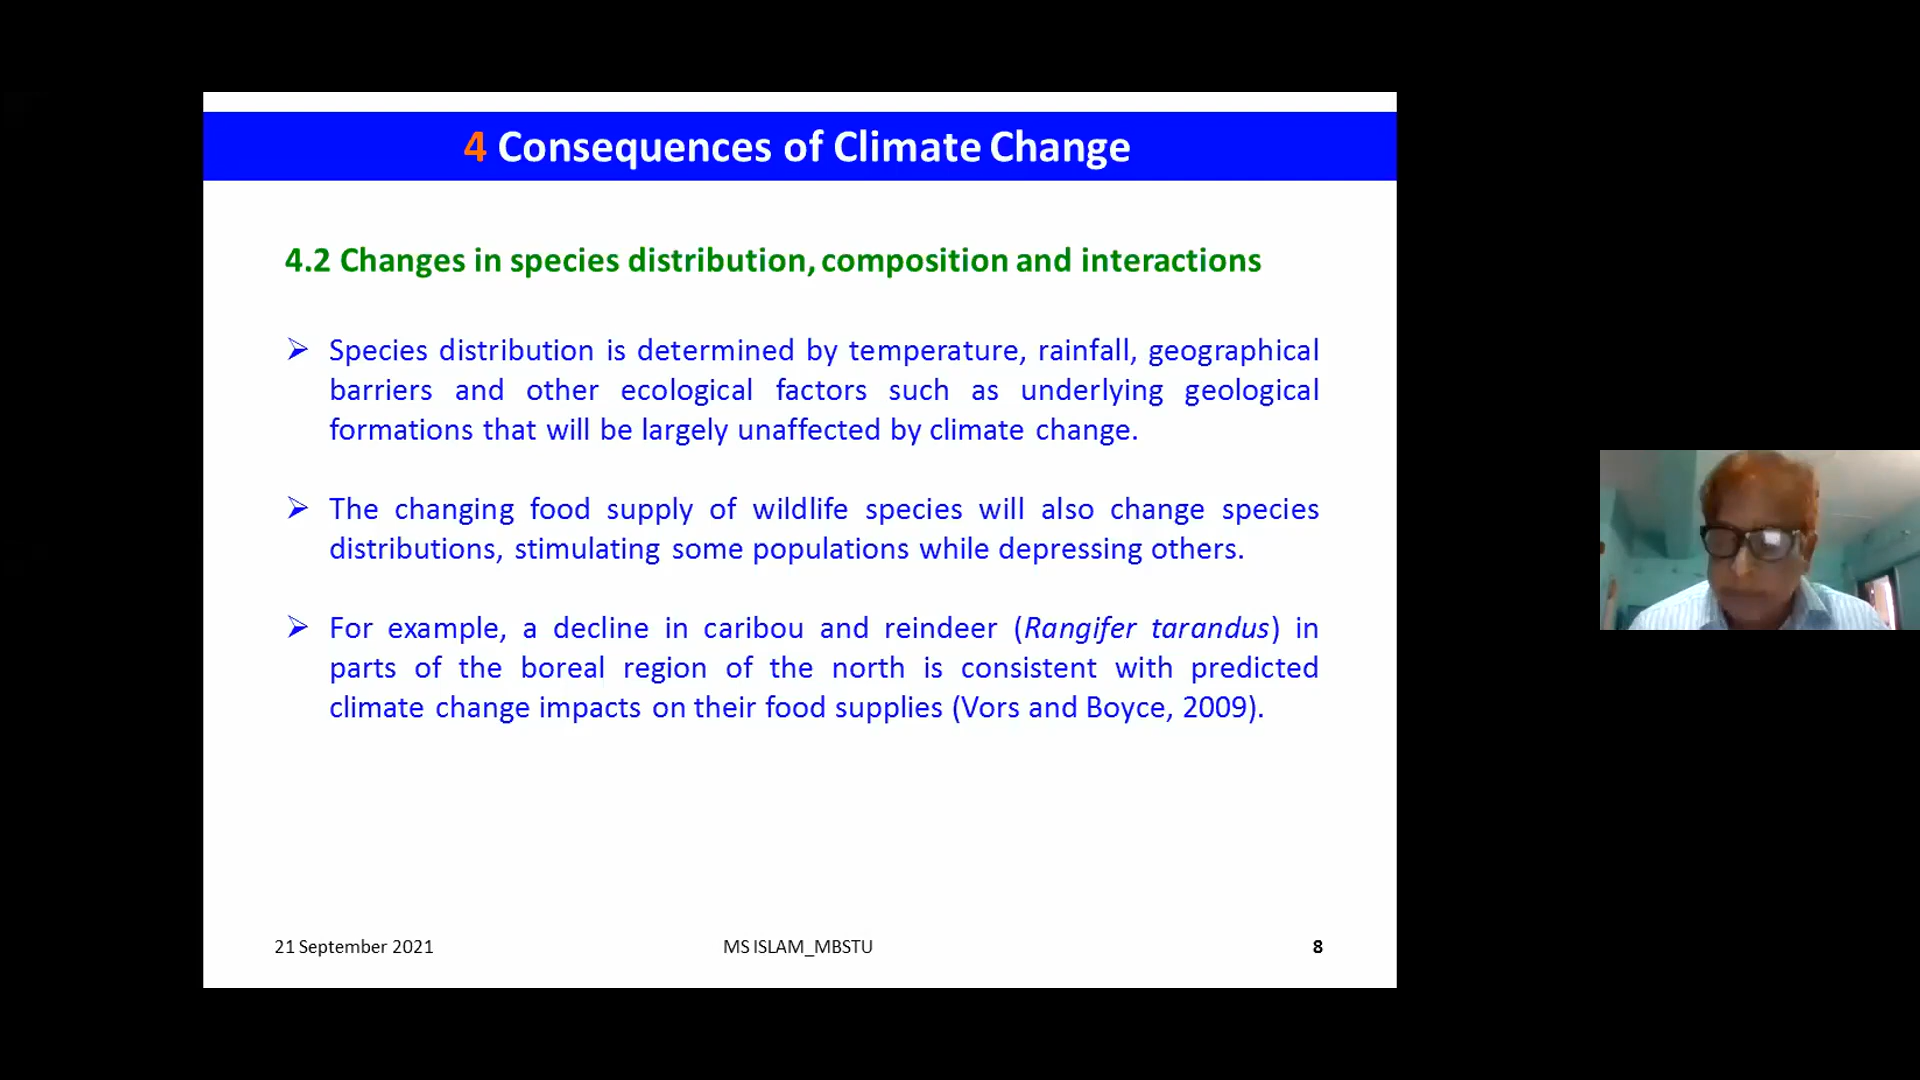 4 Consequences of Climate Change
4.2 Changes in species distribution, composition and interactions
➢ Species distribution is determined by temperature, rainfall, geographical
barriers and other ecological factors such as underlying geological
formations that will be largely unaffected by climate change.
➢ The changing food supply of wildlife species will also change species
distributions, stimulating some populations while depressing others.
➢ For example, a decline in caribou and reindeer (Rangifer tarandus) in
parts of the boreal region of the north is consistent with predicted
climate change impacts on their food supplies (Vors and Boyce, 2009).
21 September 2021
MS ISLAM_MBSTU
8